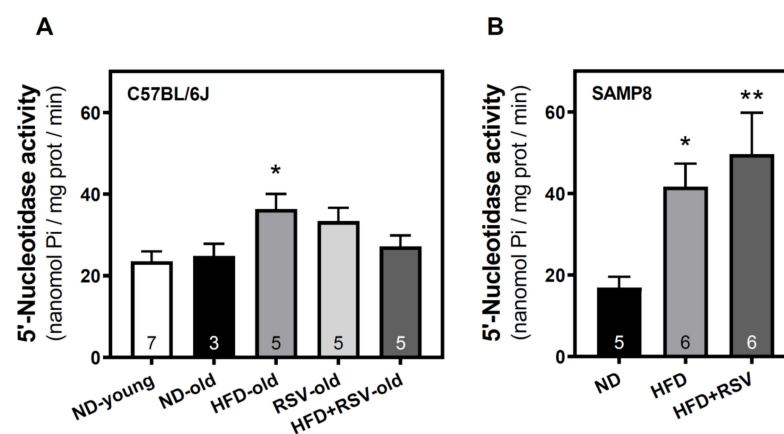 A
5'-Nucleotidase activity
(nanomol Pi / mg prot / min)
C57BL/6J
60
40
20
0
*
7
3
5
5
5
ND-young
ND-old
HFD-old
RSV-old
HFD+RSV-old
B
5'-Nucleotidase activity
(nanomol Pi / mg prot / min)
SAMP8
60
40
20
0
*
**
5
6
6
ND
HFD
HFD+RSV